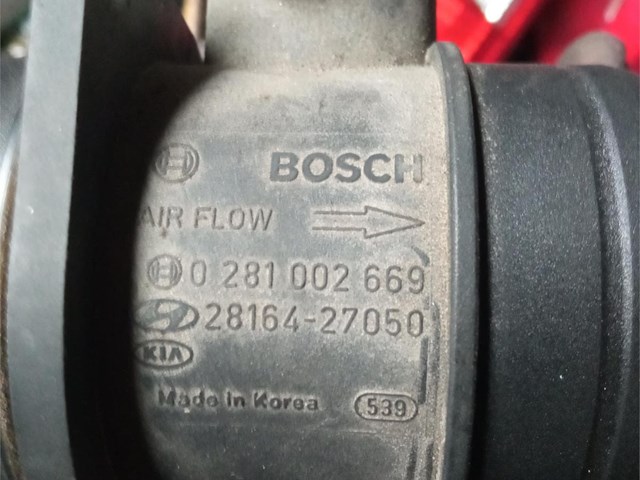 BOSCH
AIR FLOW
0 281 002 669
28164-27050
KIA
Made in Korea 539